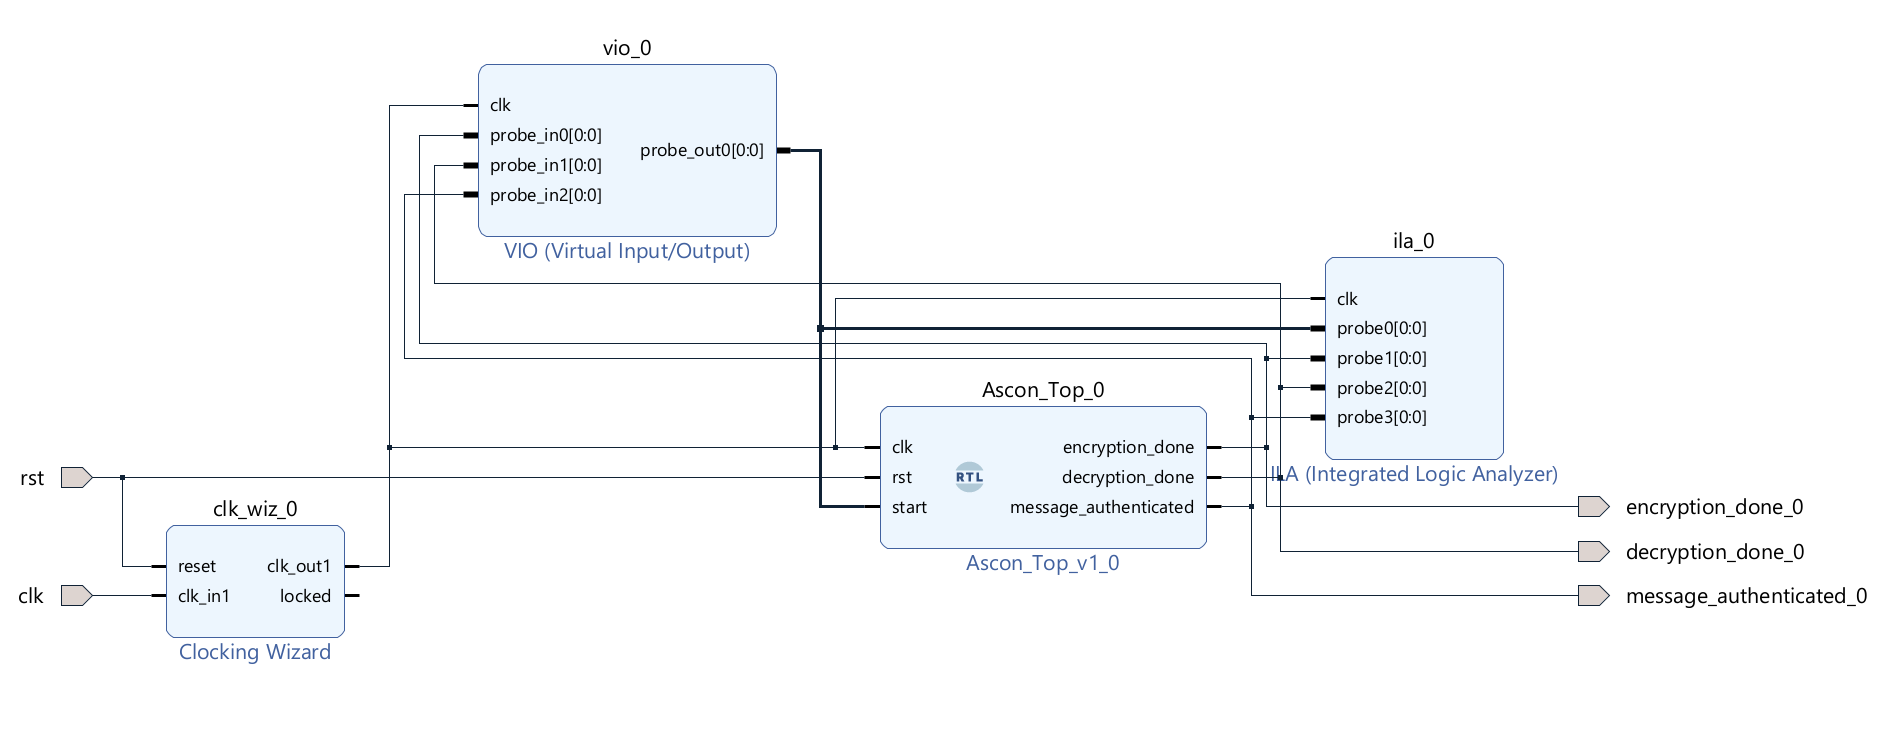 vio_0
clk
probe_in0[0:0]
probe_in1[0:0]
probe_in2[0:0]
probe_out0[0:0]
VIO (Virtual Input/Output)
ila_0
clk
probe0[0:0]
probe1[0:0]
probe2[0:0]
probe3[0:0]
ILA (Integrated Logic Analyzer)
Ascon_Top_0
clk
rst
start
RTL
encryption_done
decryption_done
message_authenticated
Ascon_Top_v1_0
rst
clk
clk_wiz_0
reset
clk_in1
clk_out1
locked
Clocking Wizard
encryption_done_0
decryption_done_0
message_authenticated_0